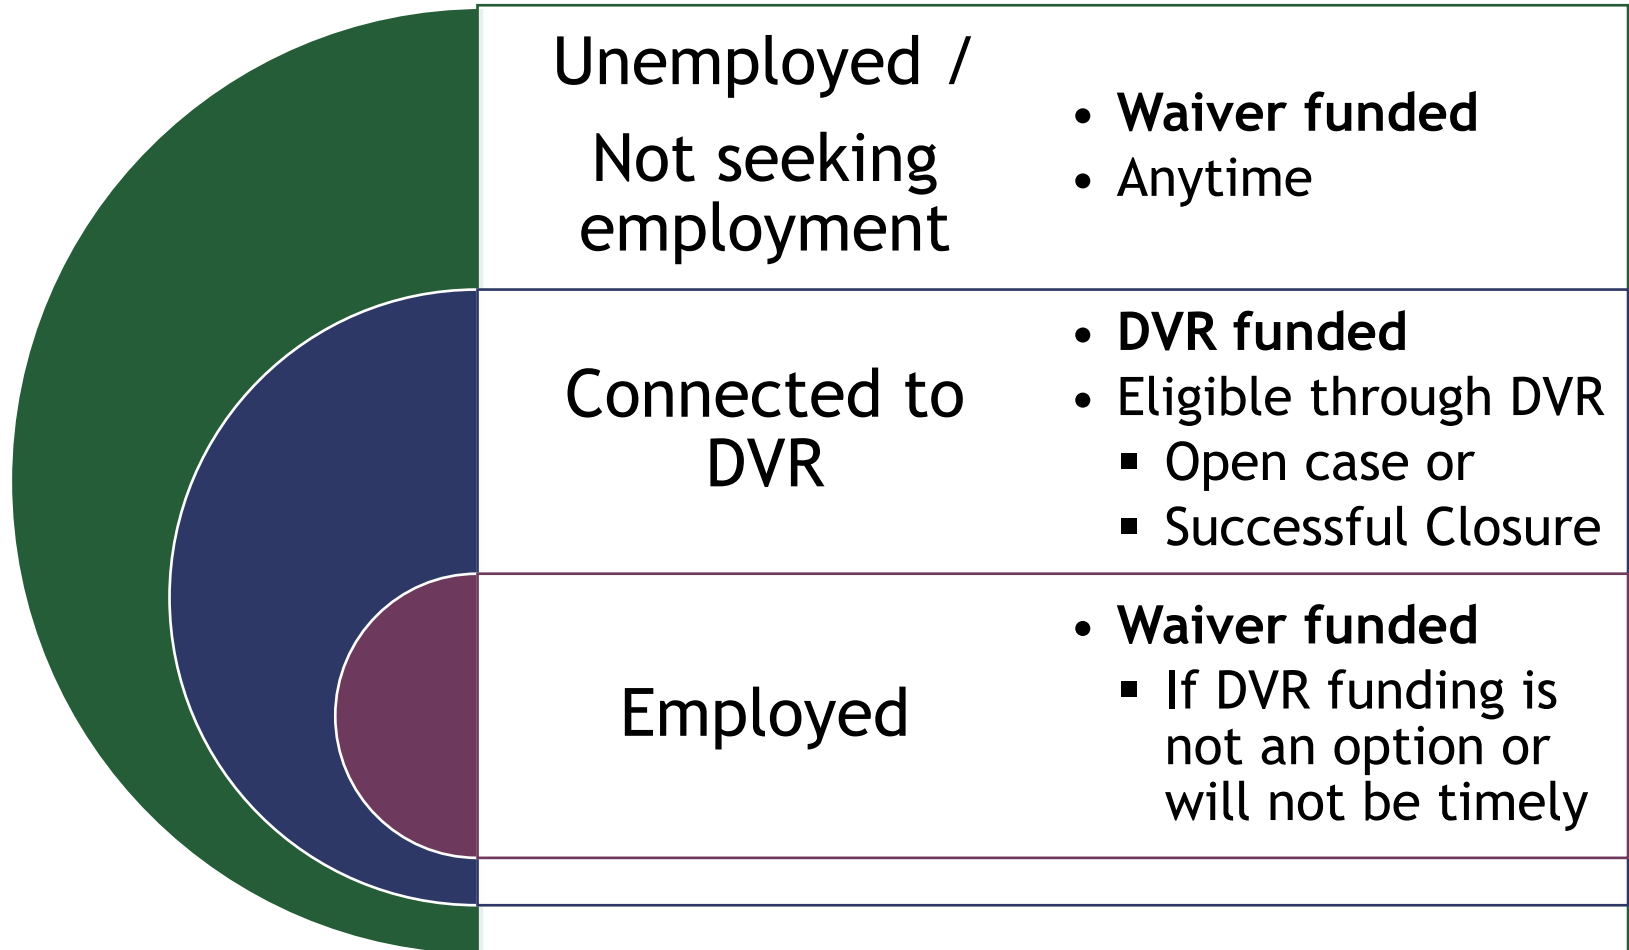 Unemployed /
Not seeking
employment
• Waiver funded
• Anytime
Connected to
DVR
• DVR funded
• Eligible through DVR
▪ Open case or
▪ Successful Closure
Employed
• Waiver funded
▪ If DVR funding is
not an option or
will not be timely